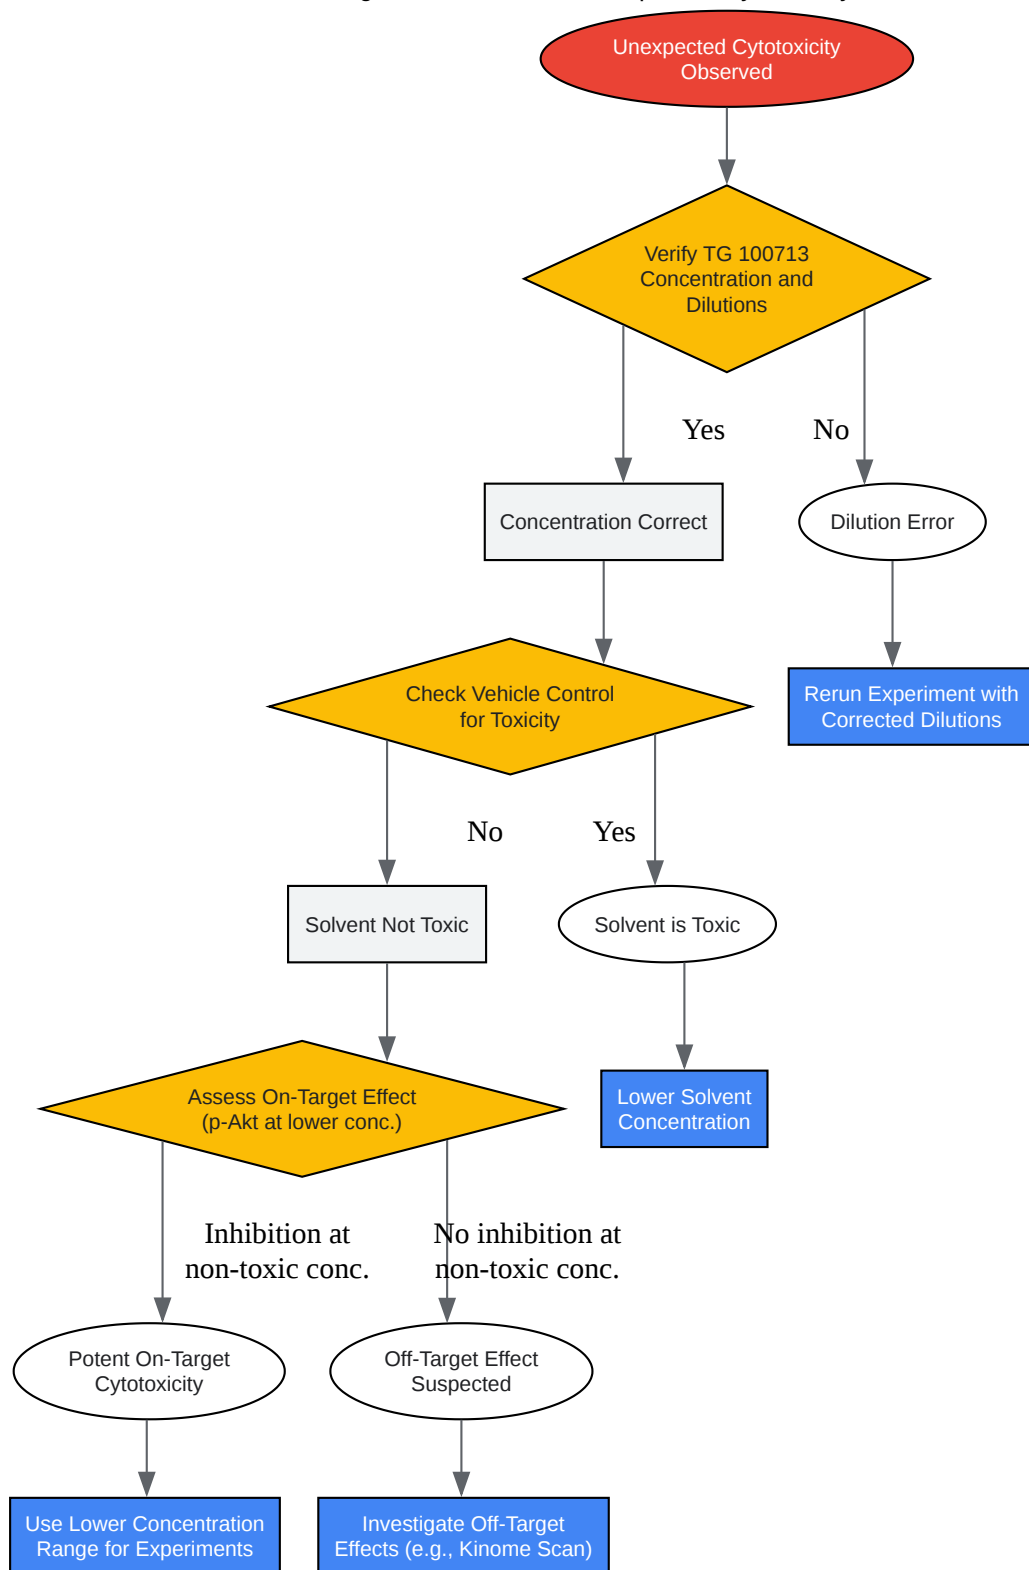 Unexpected Cytotoxicity
Observed
Verify TG 100713
Concentration and
Dilutions
Yes
No
Concentration Correct
Dilution Error
Check Vehicle Control
for Toxicity
Rerun Experiment with
Corrected Dilutions
No
Yes
Solvent Not Toxic
Solvent is Toxic
Assess On-Target Effect
(p-Akt at lower conc.)
Lower Solvent
Concentration
Inhibition at
non-toxic conc.
No inhibition at
non-toxic conc.
Potent On-Target
Cytotoxicity
Off-Target Effect
Suspected
Use Lower Concentration
Range for Experiments
Investigate Off-Target
Effects (e.g., Kinome Scan)